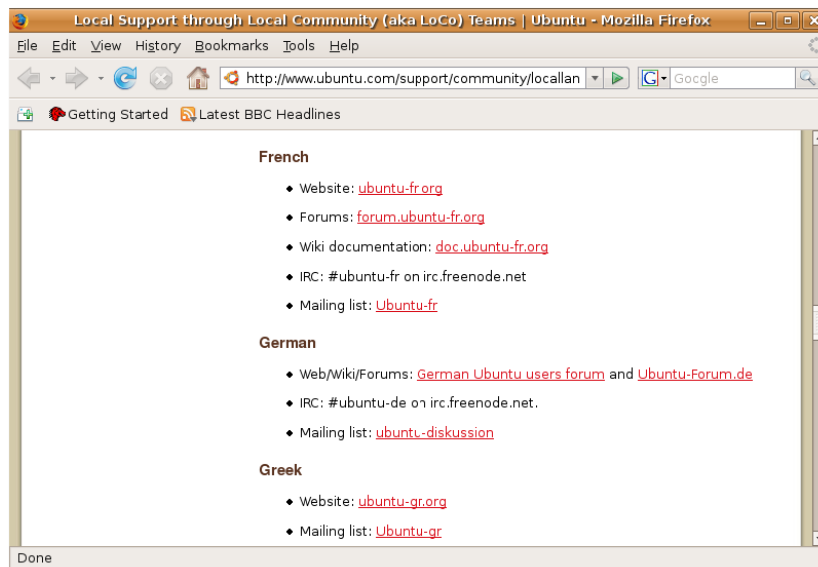 Local Support through Local Community (aka LoCo) Teams | Ubuntu - Mozilla Firefox
File Edit View History Bookmarks Tools Help
http://www.ubuntu.com/support/community/locallan G Gocgle
Getting Started Latest BBC Headlines
French
Website: ubuntu-fr.org
Forums: forum.ubuntu-fr.org
Wiki documentation: doc.ubuntu-fr.org
IRC: #ubuntu-fr on irc.freenode.net
Mailing list: Ubuntu-fr
German
Web/Wiki/Forums: German Ubuntu users forum and Ubuntu-Forum.de
IRC: #ubuntu-de on irc.freenode.net.
Mailing list: ubuntu-diskussion
Greek
Website: ubuntu-gr.org
Mailing list: Ubuntu-gr
Done